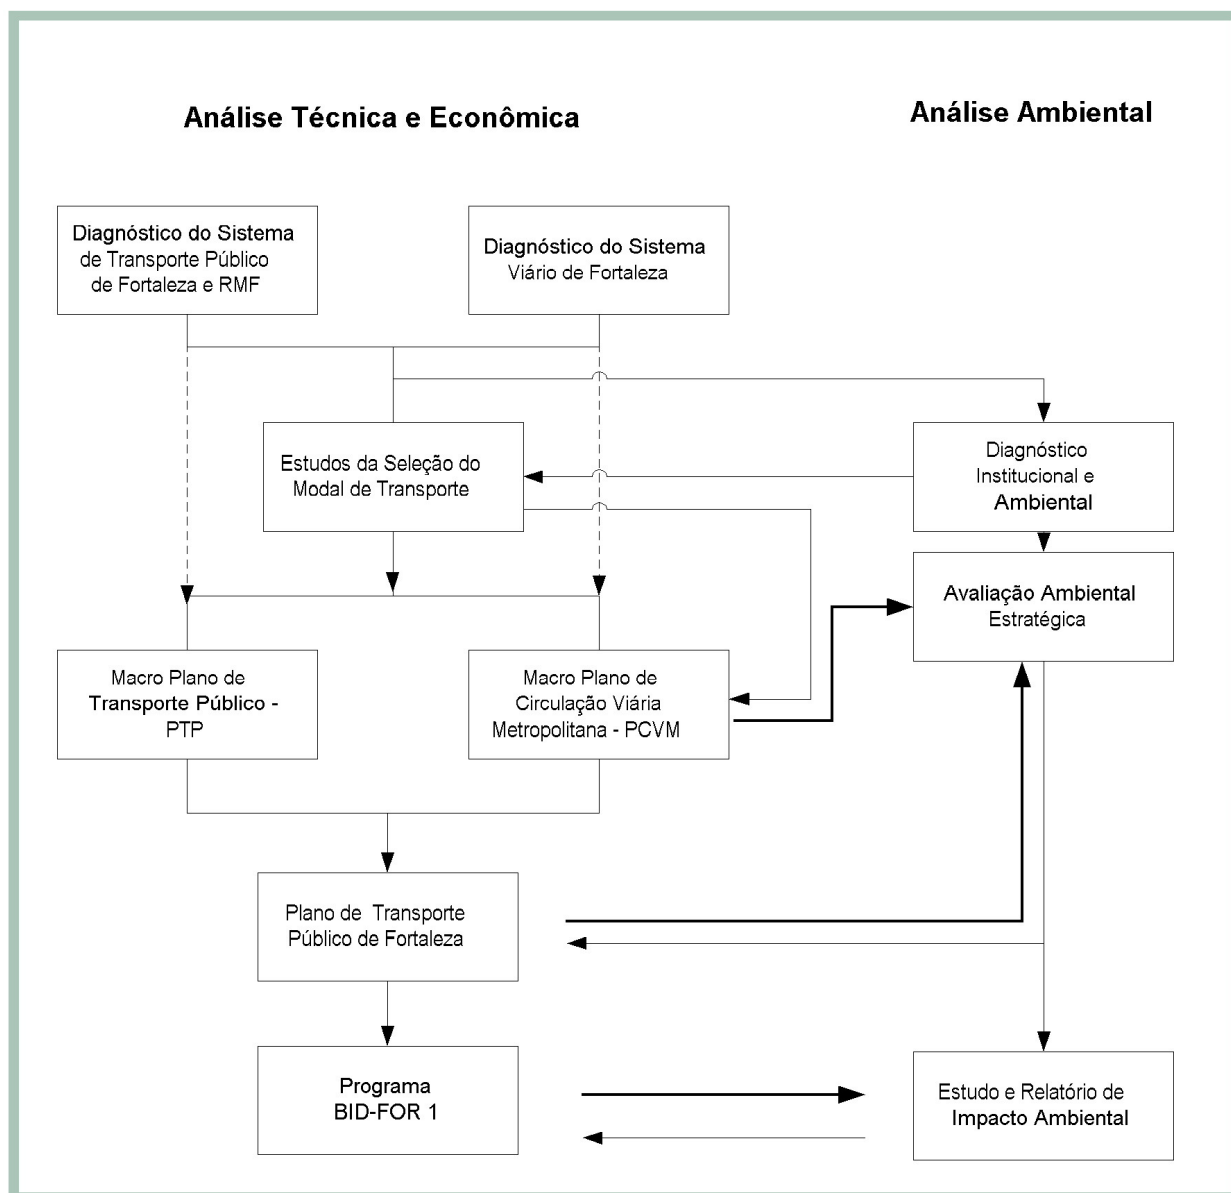 Análise Técnica e Econômica
Análise Ambiental
Diagnóstico do Sistema
de Transporte Público
de Fortaleza e RMF
Diagnóstico do Sistema
Viário de Fortaleza
Estudos da Seleção do
Modal de Transporte
Diagnóstico
Institucional e
Ambiental
Avaliação Ambiental
Estratégica
Macro Plano de
Transporte Público -
PTP
Macro Plano de
Circulação Viária
Metropolitana - PCVM
Plano de Transporte
Público de Fortaleza
Programa
BID-FOR 1
Estudo e Relatório de
Impacto Ambiental